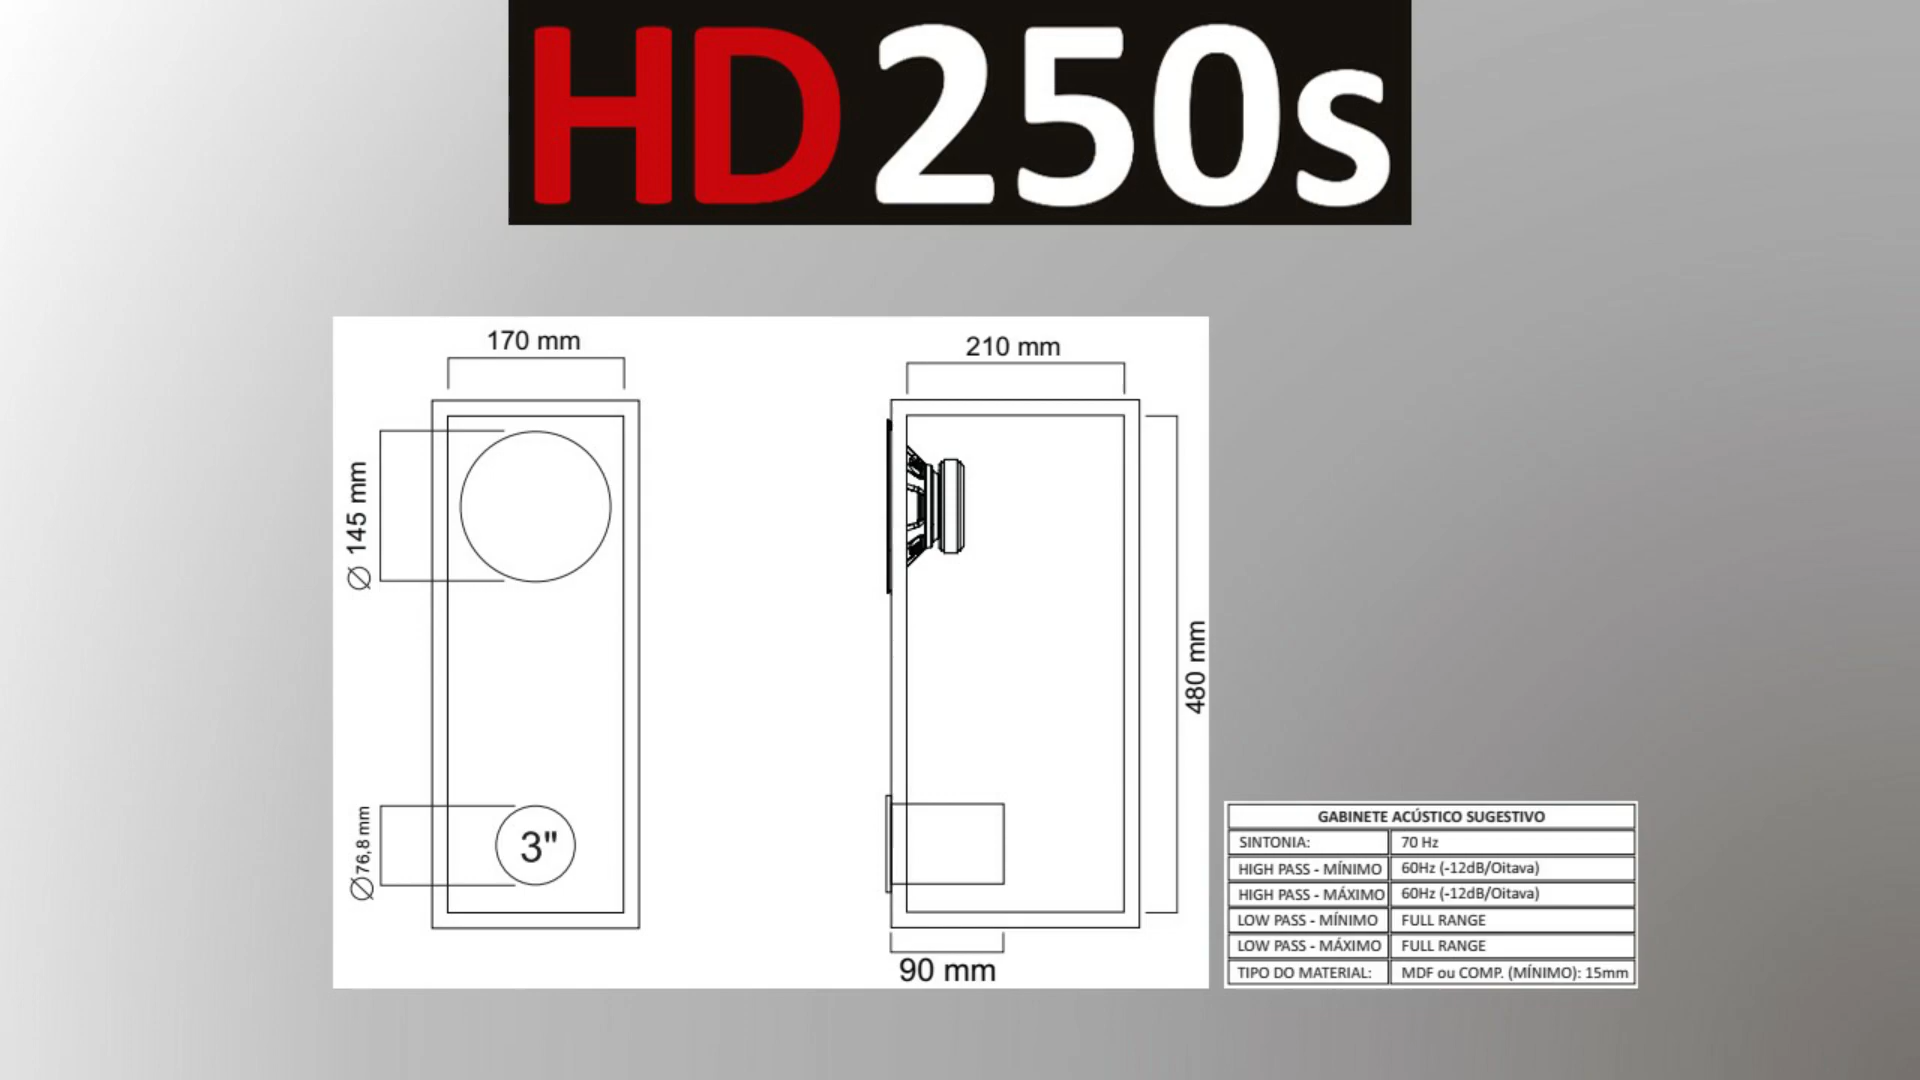 HD250s
170 mm
210 mm
Ø 145 mm
480 mm
Ø76,8 mm
3"
90 mm
GABINETE ACÚSTICO SUGESTIVO
SINTONIA: 70 Hz
HIGH PASS - MÍNIMO 60Hz (-12dB/Oitava)
HIGH PASS - MÁXIMO 60Hz (-12dB/Oitava)
LOW PASS - MÍNIMO FULL RANGE
LOW PASS - MÁXIMO FULL RANGE
TIPO DO MATERIAL: MDF ou COMP. (MÍNIMO): 15mm